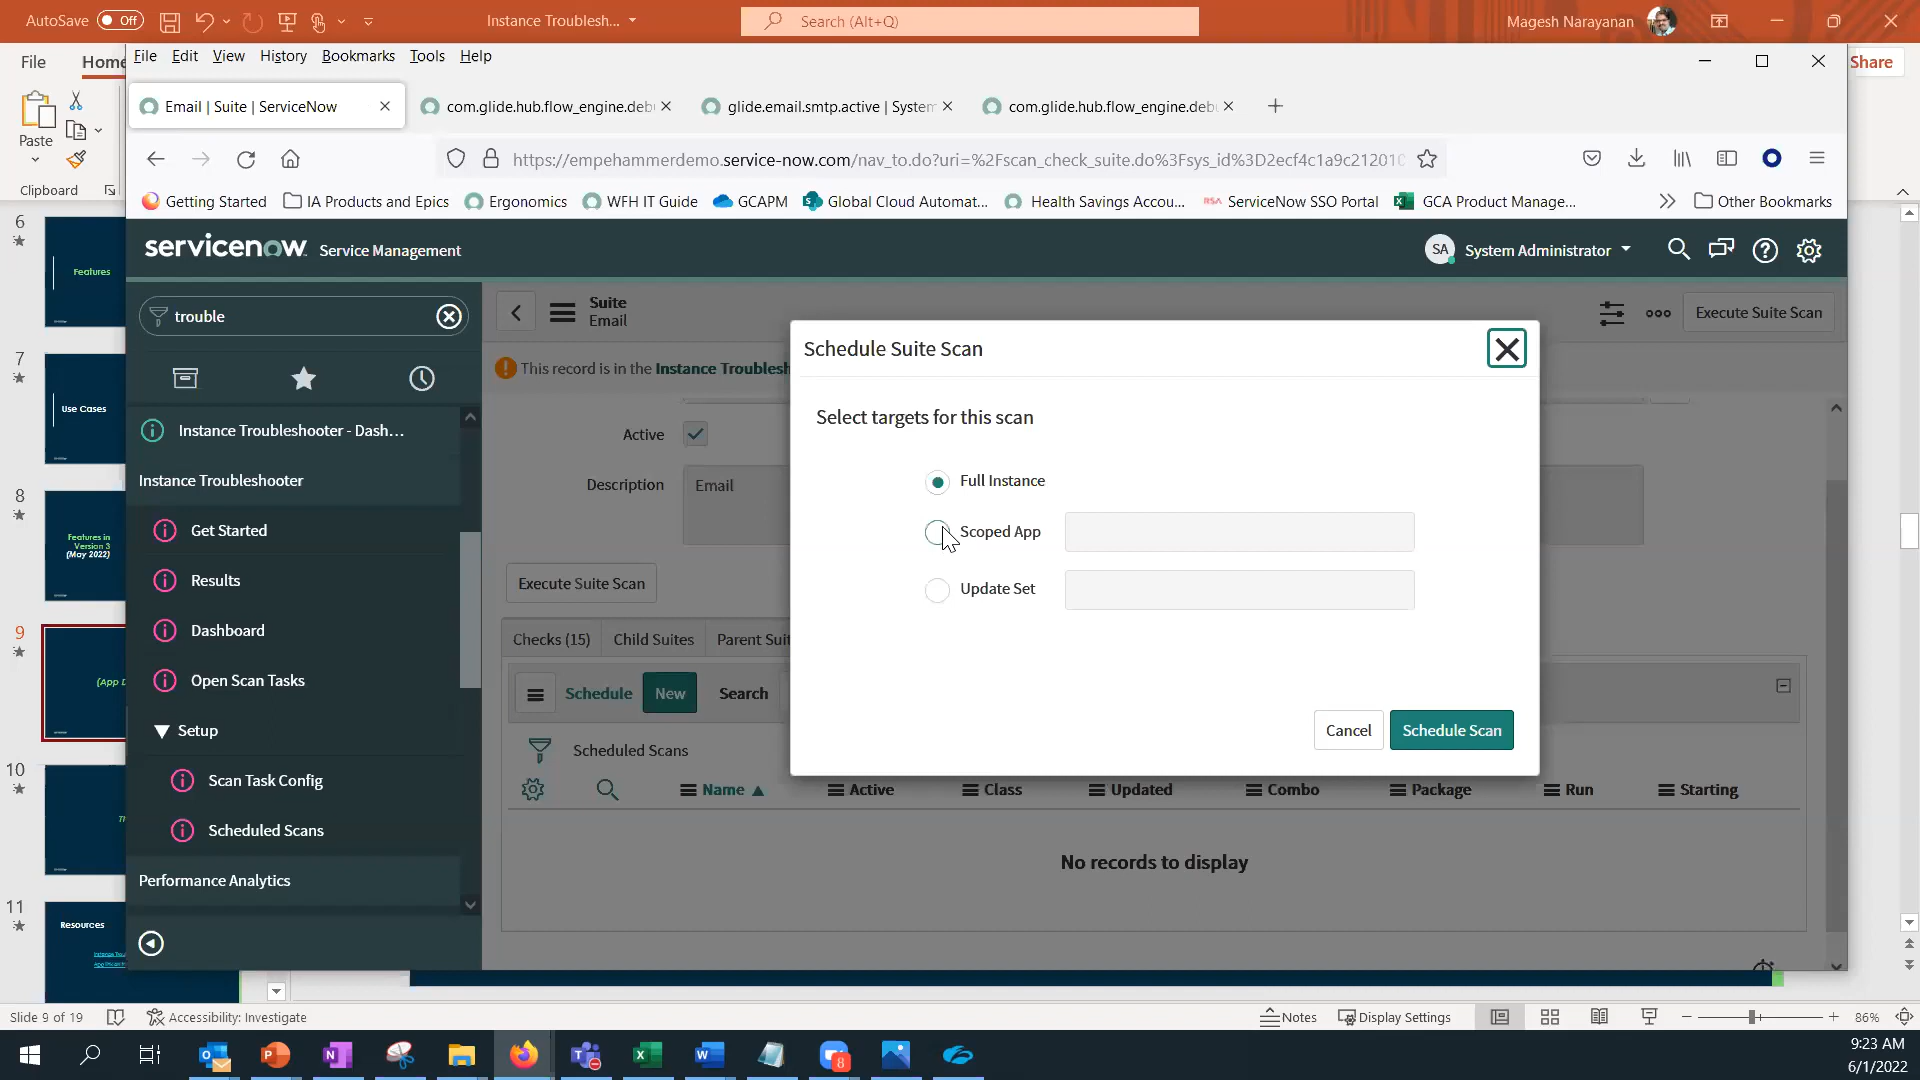 AutoSave Off
Instance Troublesh...
Search (Alt+Q)
Magesh Narayanan
File
Home
Share
Paste
Clipboard
File Edit View History Bookmarks Tools Help
Email | Suite | ServiceNow
com.glide.hub.flow_engine.deb
glide.email.smtp.active | System
com.glide.hub.flow_engine.deb
https://empehammerdemo.service-now.com/nav_to.do?uri=%2Fscan_check_suite.do%3Fsys_id%3D2ecf4c1a9c212010
Getting Started
IA Products and Epics
Ergonomics
WFH IT Guide
GCAPM
Global Cloud Automat...
Health Savings Accou...
RSA ServiceNow SSO Portal
GCA Product Manage...
Other Bookmarks
servicenow Service Management
SA System Administrator
trouble
Instance Troubleshooter - Dash...
Instance Troubleshooter
Get Started
Results
Dashboard
Open Scan Tasks
Setup
Scan Task Config
Scheduled Scans
Performance Analytics
Suite
Email
Execute Suite Scan
This record is in the Instance Troublesh
Active
Description
Email
Execute Suite Scan
Checks (15)
Child Suites
Parent Suit
Schedule
New
Search
Scheduled Scans
Name
Active
Class
Updated
Combo
Package
Run
Starting
No records to display
Schedule Suite Scan
Select targets for this scan
Full Instance
Scoped App
Update Set
Cancel
Schedule Scan
6
Features
7
Use Cases
8
Features in
Version 3
(May 2022)
9
(App D
10
Th
11
Resources
Slide 9 of 19
Accessibility: Investigate
Notes
Display Settings
86%
8
9:23 AM
6/1/2022